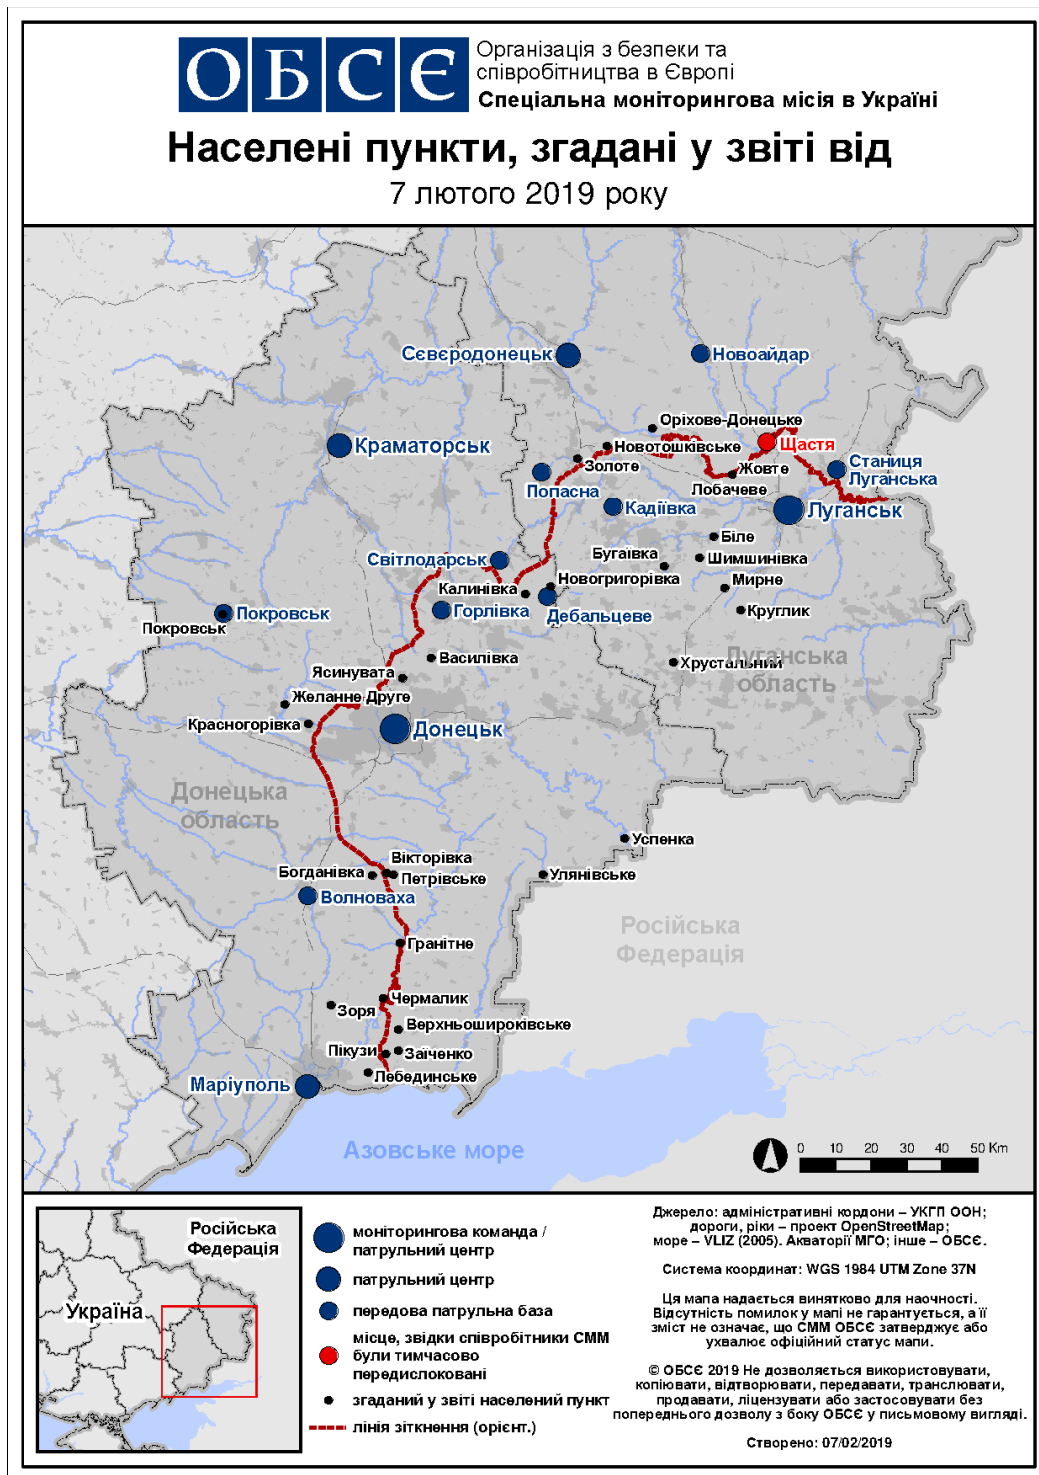 ОБСЄ
Організація з безпеки та
співробітництва в Європі
Спеціальна моніторингова місія в Україні
Населені пункти, згадані у звіті від
7 лютого 2019 року
Сєвєродонецьк
Новоайдар
Оріхове-Донецьке
Краматорськ
Новотошківське
Щастя
Золоте
Жовте
Станиця
Луганська
Попасна
Лобачеве
Кадіївка
Луганськ
Біле
Світлодарськ
Бугаївка
Шимшинівка
Калинівка
Новогригорівка
Мирне
Покровськ
Покровськ
Горлівка
Дебальцеве
Круглик
Василівка
Хрустальний
Луганська
область
Ясинувата
Желанне Друге
Красногорівка
Донецьк
Донецька
область
Успенка
Вікторівка
Богданівка
Петрівське
Улянівське
Волноваха
Російська
Федерація
Гранітне
Чермалик
Зоря
Верхньошироківське
Пікузи
Заїченко
Лебединське
Маріуполь
Азовське море
0 10 20 30 40 50 Km
Російська
Федерація
Україна
моніторингова команда /
патрульний центр
патрульний центр
передова патрульна база
місце, звідки співробітники СММ
були тимчасово
передислоковані
згаданий у звіті населений пункт
лінія зіткнення (орієнт.)
Джерело: адміністративні кордони – УКГП ООН;
дороги, ріки – проект OpenStreetMap;
море – VLIZ (2005). Акваторії МГО; інше – ОБСЄ.
Система координат: WGS 1984 UTM Zone 37N
Ця мапа надається винятково для наочності.
Відсутність помилок у мапі не гарантується, а її
зміст не означає, що СММ ОБСЄ затверджує або
ухвалює офіційний статус мапи.
© ОБСЄ 2019 Не дозволяється використовувати,
копіювати, відтворювати, передавати, транслювати,
продавати, ліцензувати або застосовувати без
попереднього дозволу з боку ОБСЄ у письмовому вигляді.
Створено: 07/02/2019